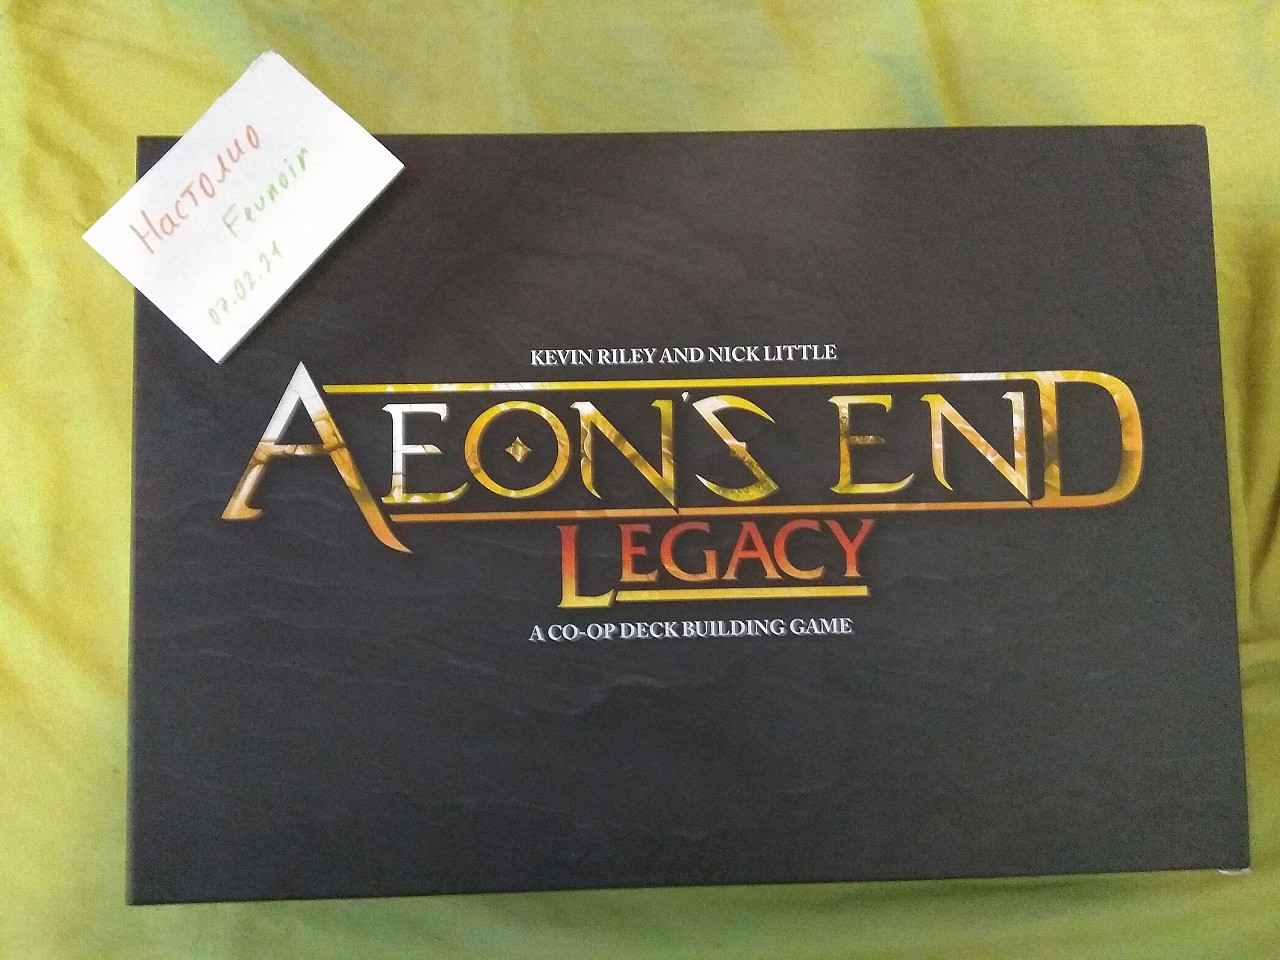 Настолио
Feunoir
07.02.21
KEVIN RILEY AND NICK LITTLE
AEON'S END
LEGACY
A CO-OP DECK BUILDING GAME